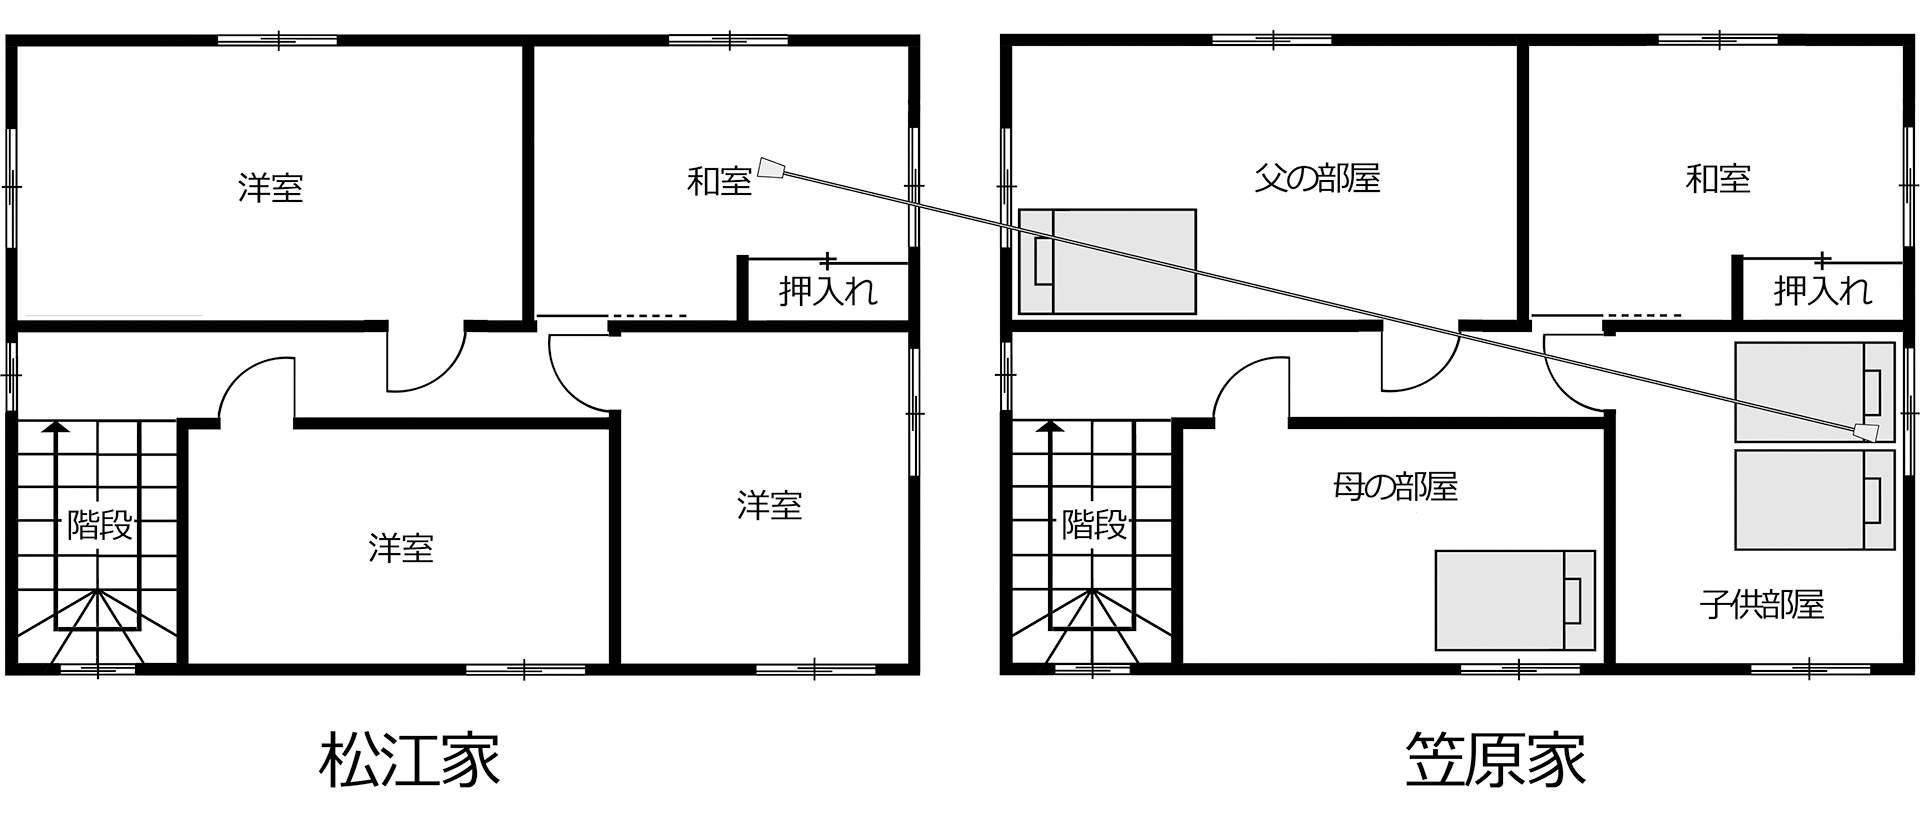 洋室
和室
押入れ
階段
洋室
洋室
松江家
父の部屋
和室
押入れ
階段
母の部屋
子供部屋
笠原家